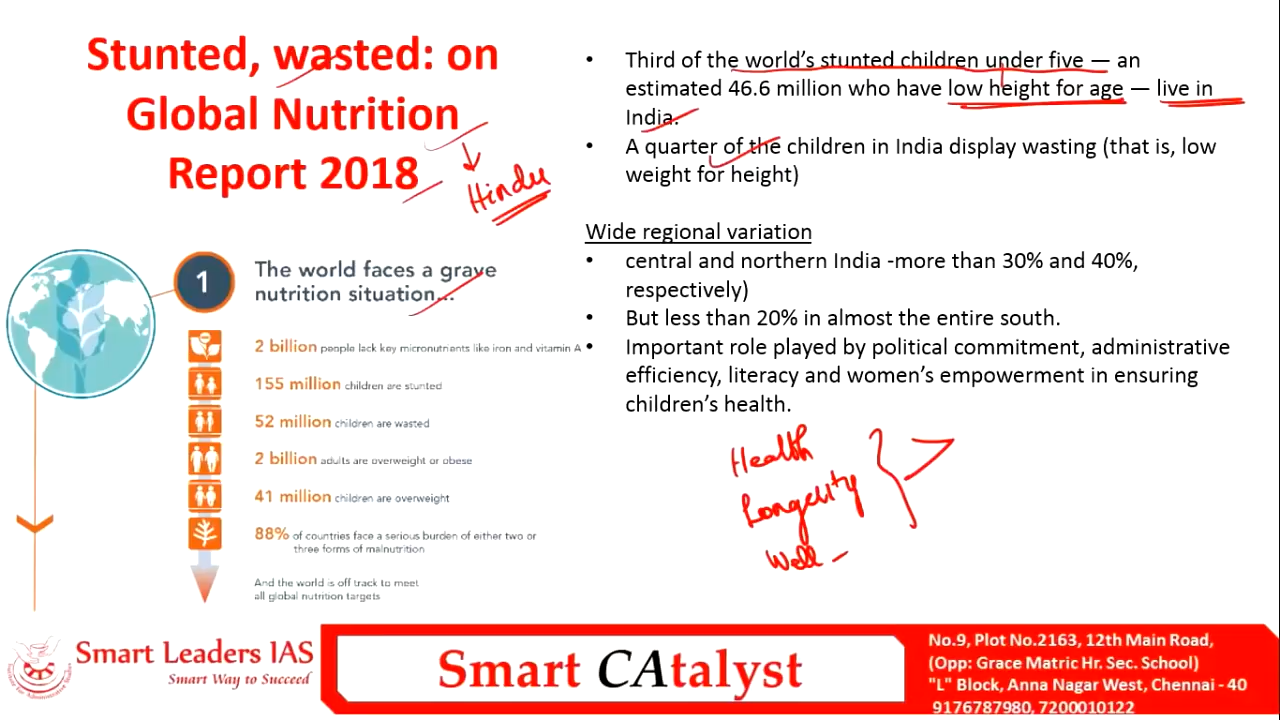 Stunted, wasted: on
Global Nutrition
Report 2018
Hindu
• Third of the world's stunted children under five — an
estimated 46.6 million who have low height for age — live in
India.
• A quarter of the children in India display wasting (that is, low
weight for height)
Wide regional variation
• central and northern India -more than 30% and 40%,
respectively)
• But less than 20% in almost the entire south.
• Important role played by political commitment, administrative
efficiency, literacy and women's empowerment in ensuring
children's health.
Health
Longevity
Well -
1
The world faces a grave
nutrition situation...
2 billion people lack key micronutrients like iron and vitamin A
155 million children are stunted
52 million children are wasted
2 billion adults are overweight or obese
41 million children are overweight
88% of countries face a serious burden of either two or
three forms of malnutrition
And the world is off track to meet
all global nutrition targets
Smart Leaders IAS
Smart Way to Succeed
Smart CAtalyst
No.9, Plot No.2163, 12th Main Road,
(Opp: Grace Matric Hr. Sec. School)
"L" Block, Anna Nagar West, Chennai - 40
9176787980, 7200010122